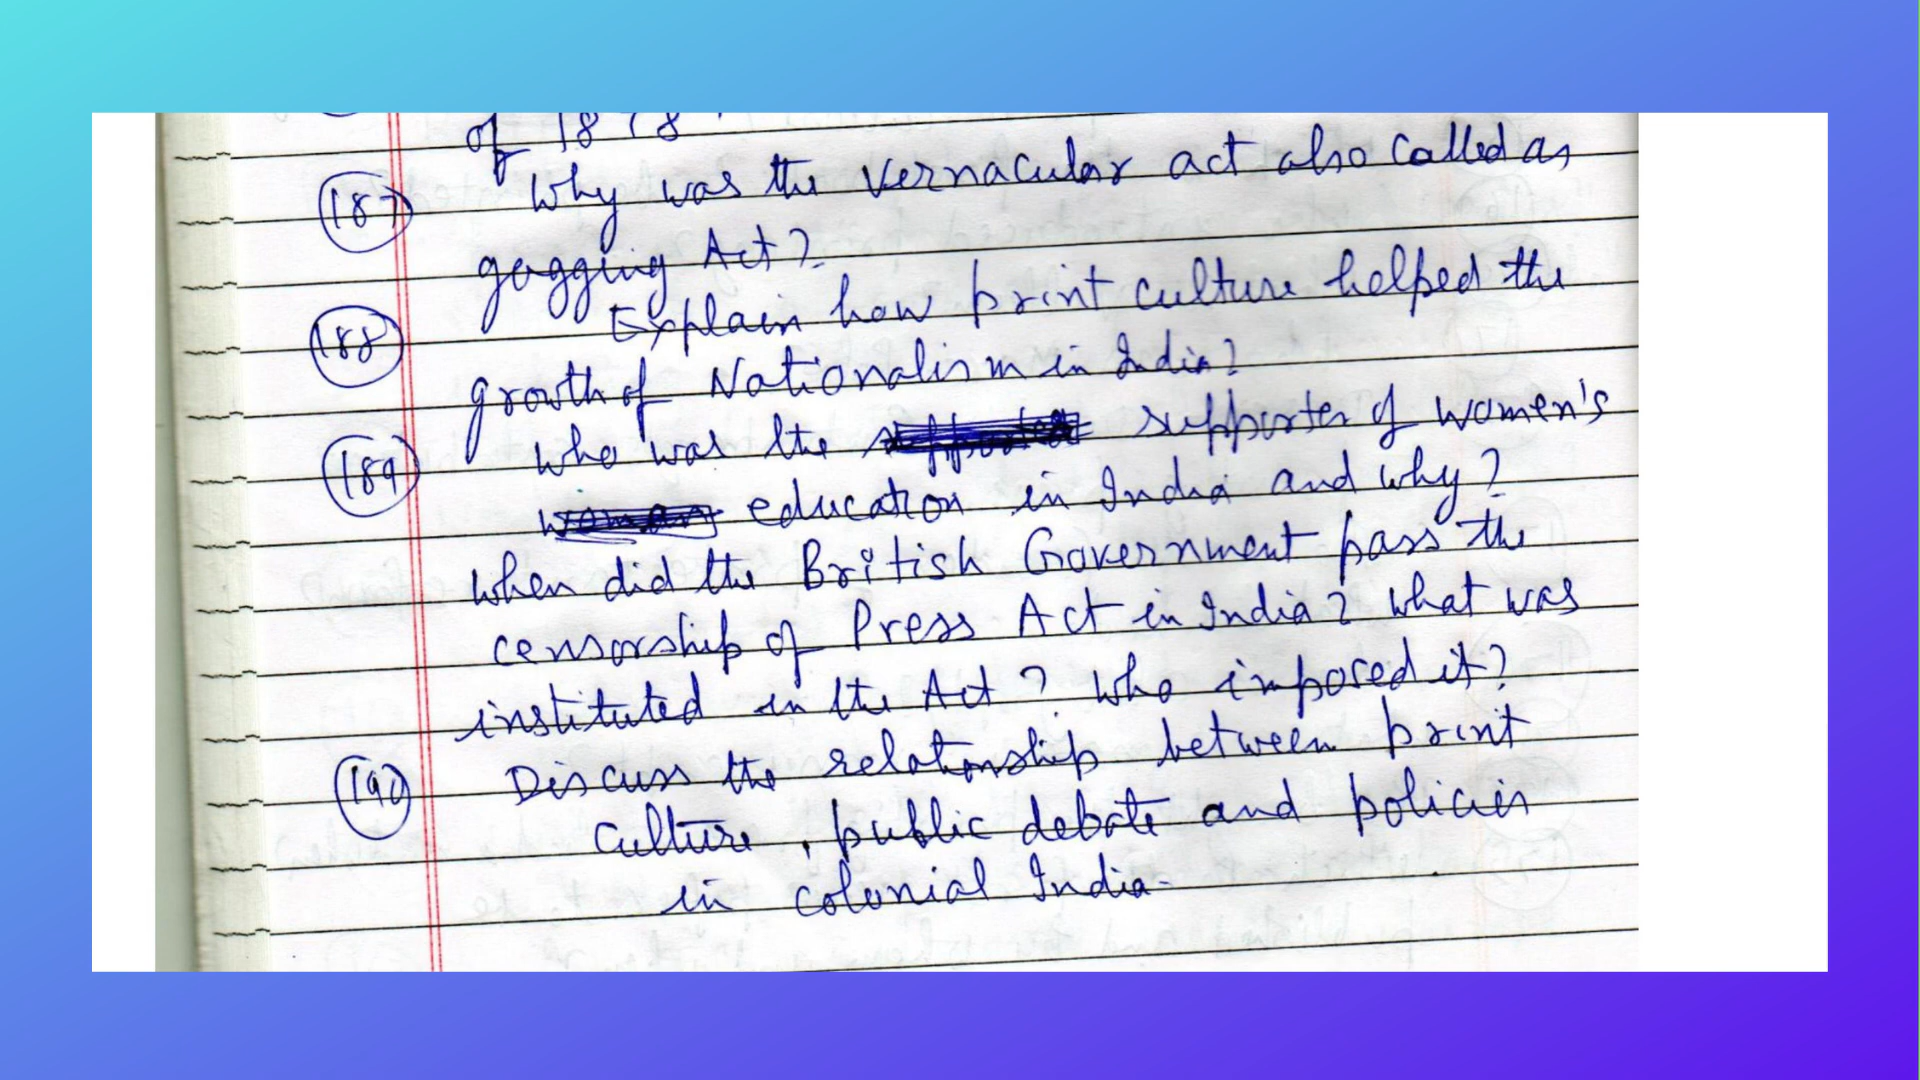 of 1878
(187) Why was the Vernacular act also called as
gagging Act?
(188) Explain how print culture helped the
growth of Nationalism in India?
(189) who was the supporter of women's
education in India and why?
when did the British Government pass the
censorship of Press Act in India? what was
instituted in the Act? who imposed it?
(190) Discuss the relationship between print
culture, public debate and policies
in colonial India-